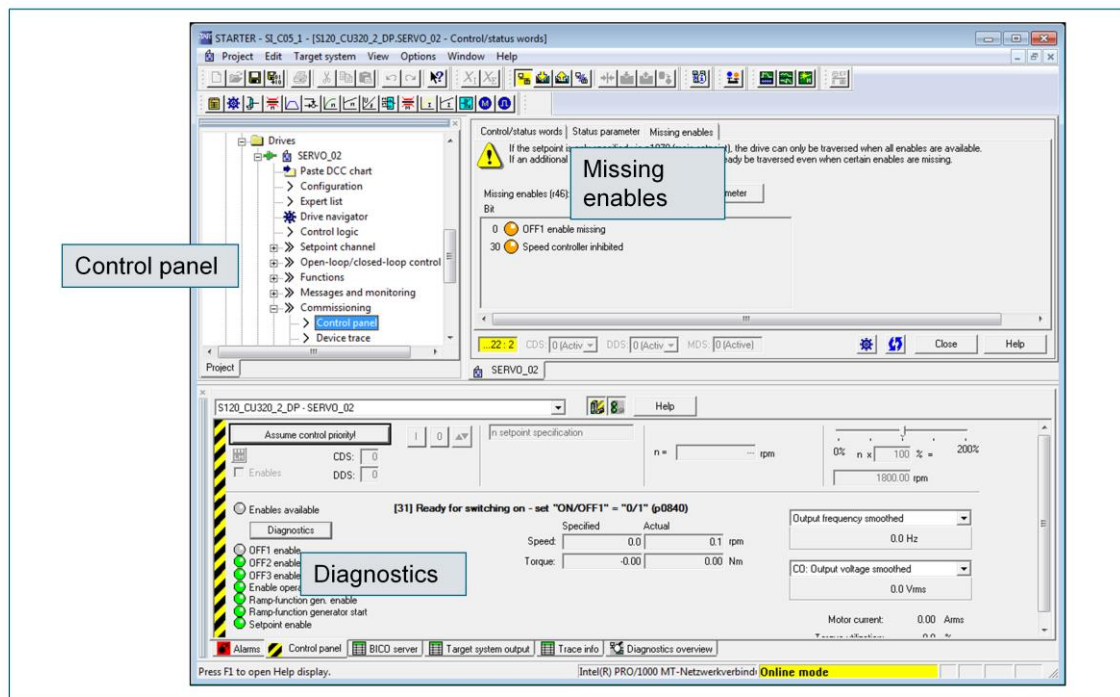 STARTER - SI_C05_1 - [S120_CU320_2_DP.SERVO_02 - Control/status words]
Project Edit Target system View Options Window Help
Drives
SERVO_02
Paste DCC chart
Configuration
Expert list
Drive navigator
Control logic
Setpoint channel
Open-loop/closed-loop control
Functions
Messages and monitoring
Commissioning
Control panel
Device trace
Project
Control panel
Control/status words Status parameter Missing enables
If the setpoint is only specified via p1070 (main setpoint), the drive can only be traversed when all enables are available.
If an additional ready be traversed even when certain enables are missing.
Missing enables
Missing enables (r46):
Bit
0 OFF1 enable missing
30 Speed controller inhibited
...22 : 2 CDS: 0 (Activ DDS: 0 (Activ MDS: 0 (Active) Close Help
SERVO_02
S120_CU320_2_DP - SERVO_02 Help
Assume control priority! I 0
CDS: 0
Enables DDS: 0
n setpoint specification
n = --- rpm
0% n x 100 % = 200%
1800.00 rpm
Enables available
Diagnostics
OFF1 enable
OFF2 enable
OFF3 enable
Enable opera
Ramp-function gen. enable
Ramp-function generator start
Setpoint enable
Diagnostics
[31] Ready for switching on - set "ON/OFF1" = "0/1" (p0840)
Specified Actual
Speed: 0.0 0.1 rpm
Torque: -0.00 0.00 Nm
Output frequency smoothed
0.0 Hz
CO: Output voltage smoothed
0.0 Vrms
Motor current: 0.00 Arms
Alarms Control panel BICO server Target system output Trace info Diagnostics overview
Press F1 to open Help display. Intel(R) PRO/1000 MT-Netzwerkverbind Online mode